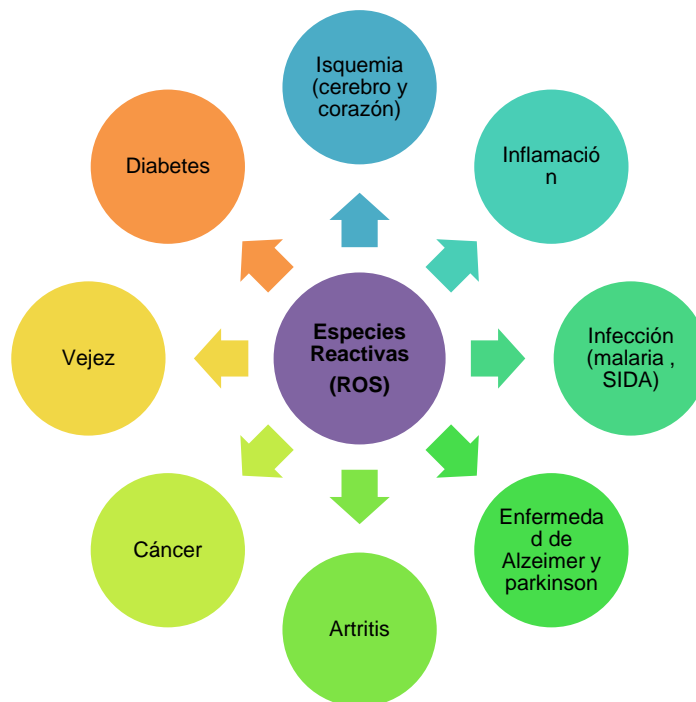 Isquemia
(cerebro y
corazón)
Inflamació
n
Infección
(malaria ,
SIDA)
Enfermeda
d de
Alzeimer y
parkinson
Artritis
Cáncer
Vejez
Diabetes
Especies
Reactivas
(ROS)